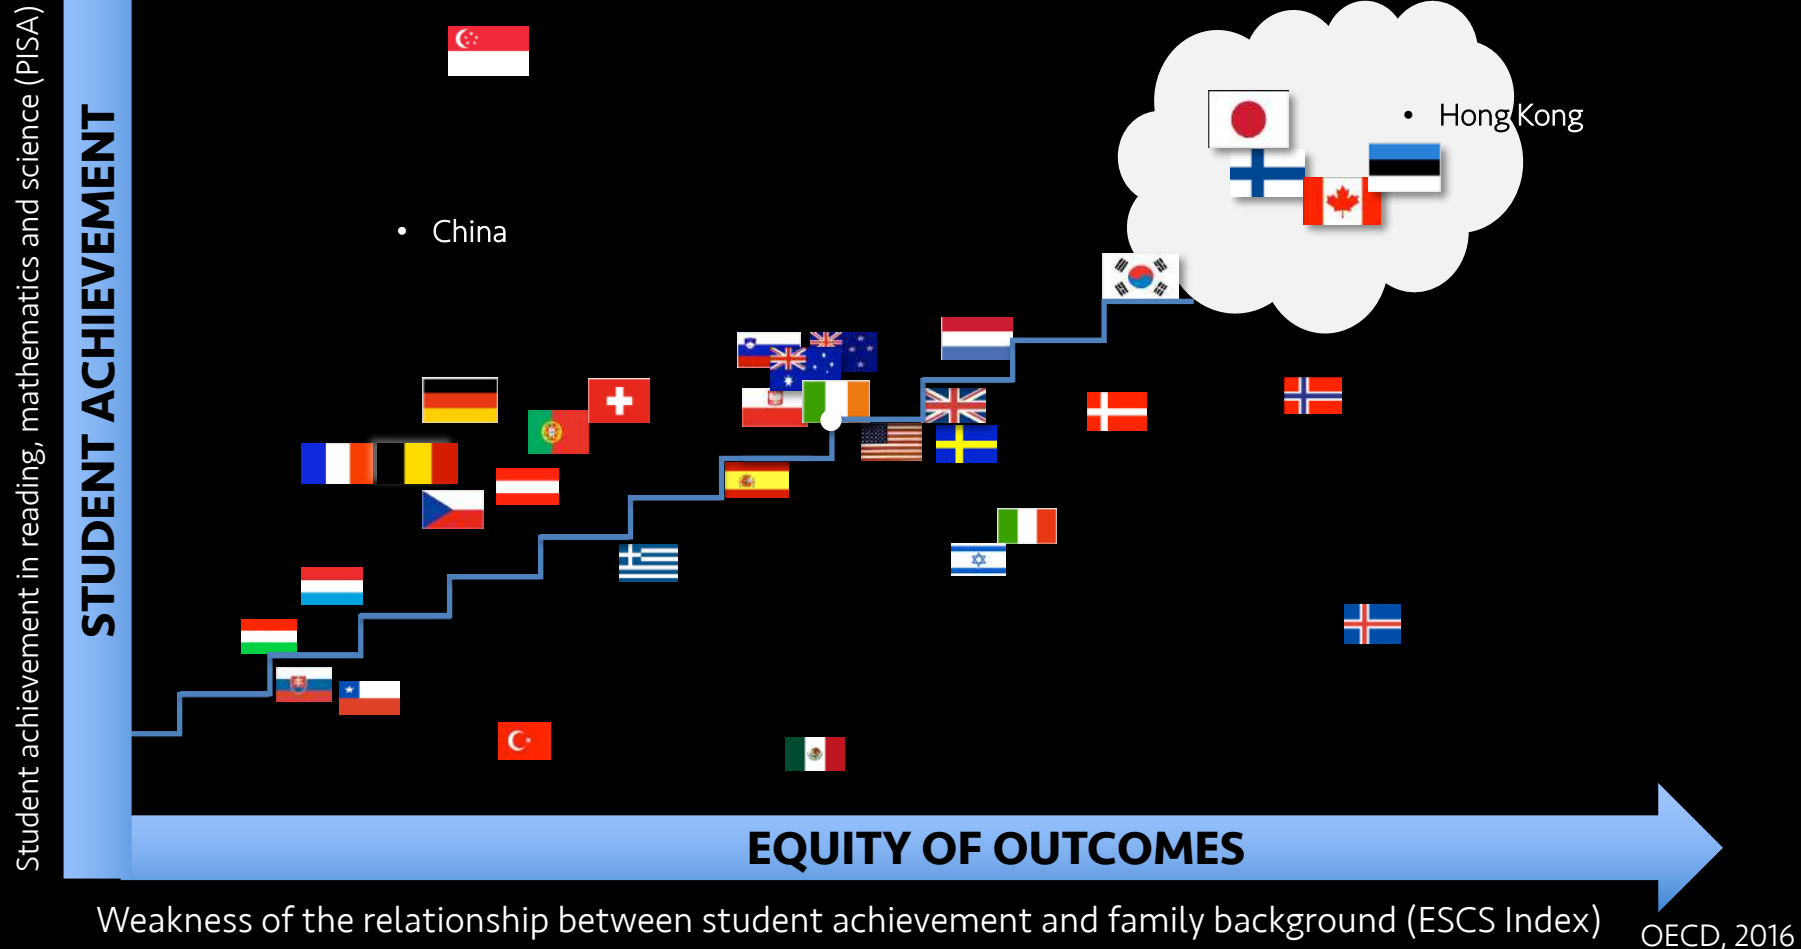 Student achievement in reading, mathematics and science (PISA)
STUDENT ACHIEVEMENT
• Hong Kong
• China
EQUITY OF OUTCOMES
Weakness of the relationship between student achievement and family background (ESCS Index)
OECD, 2016